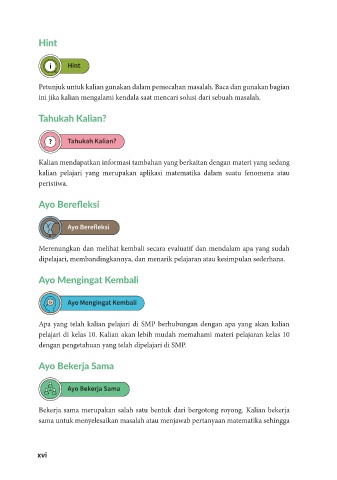 Hint
Hint
Petunjuk untuk kalian gunakan dalam pemecahan masalah. Baca dan gunakan bagian
ini jika kalian mengalami kendala saat mencari solusi dari sebuah masalah.
Tahukah Kalian?
Tahukah Kalian?
Kalian mendapatkan informasi tambahan yang berkaitan dengan materi yang sedang
kalian pelajari yang merupakan aplikasi matematika dalam suatu fenomena atau
peristiwa.
Ayo Berefleksi
Ayo Berefleksi
Merenungkan dan melihat kembali secara evaluatif dan mendalam apa yang sudah
dipelajari, membandingkannya, dan menarik pelajaran atau kesimpulan sederhana.
Ayo Mengingat Kembali
Ayo Mengingat Kembali
Apa yang telah kalian pelajari di SMP berhubungan dengan apa yang akan kalian
pelajari di kelas 10. Kalian akan lebih mudah memahami materi pelajaran kelas 10
dengan pengetahuan yang telah dipelajari di SMP.
Ayo Bekerja Sama
Ayo Bekerja Sama
Bekerja sama merupakan salah satu bentuk dari bergotong royong. Kalian bekerja
sama untuk menyelesaikan masalah atau menjawab pertanyaan matematika sehingga
xvi